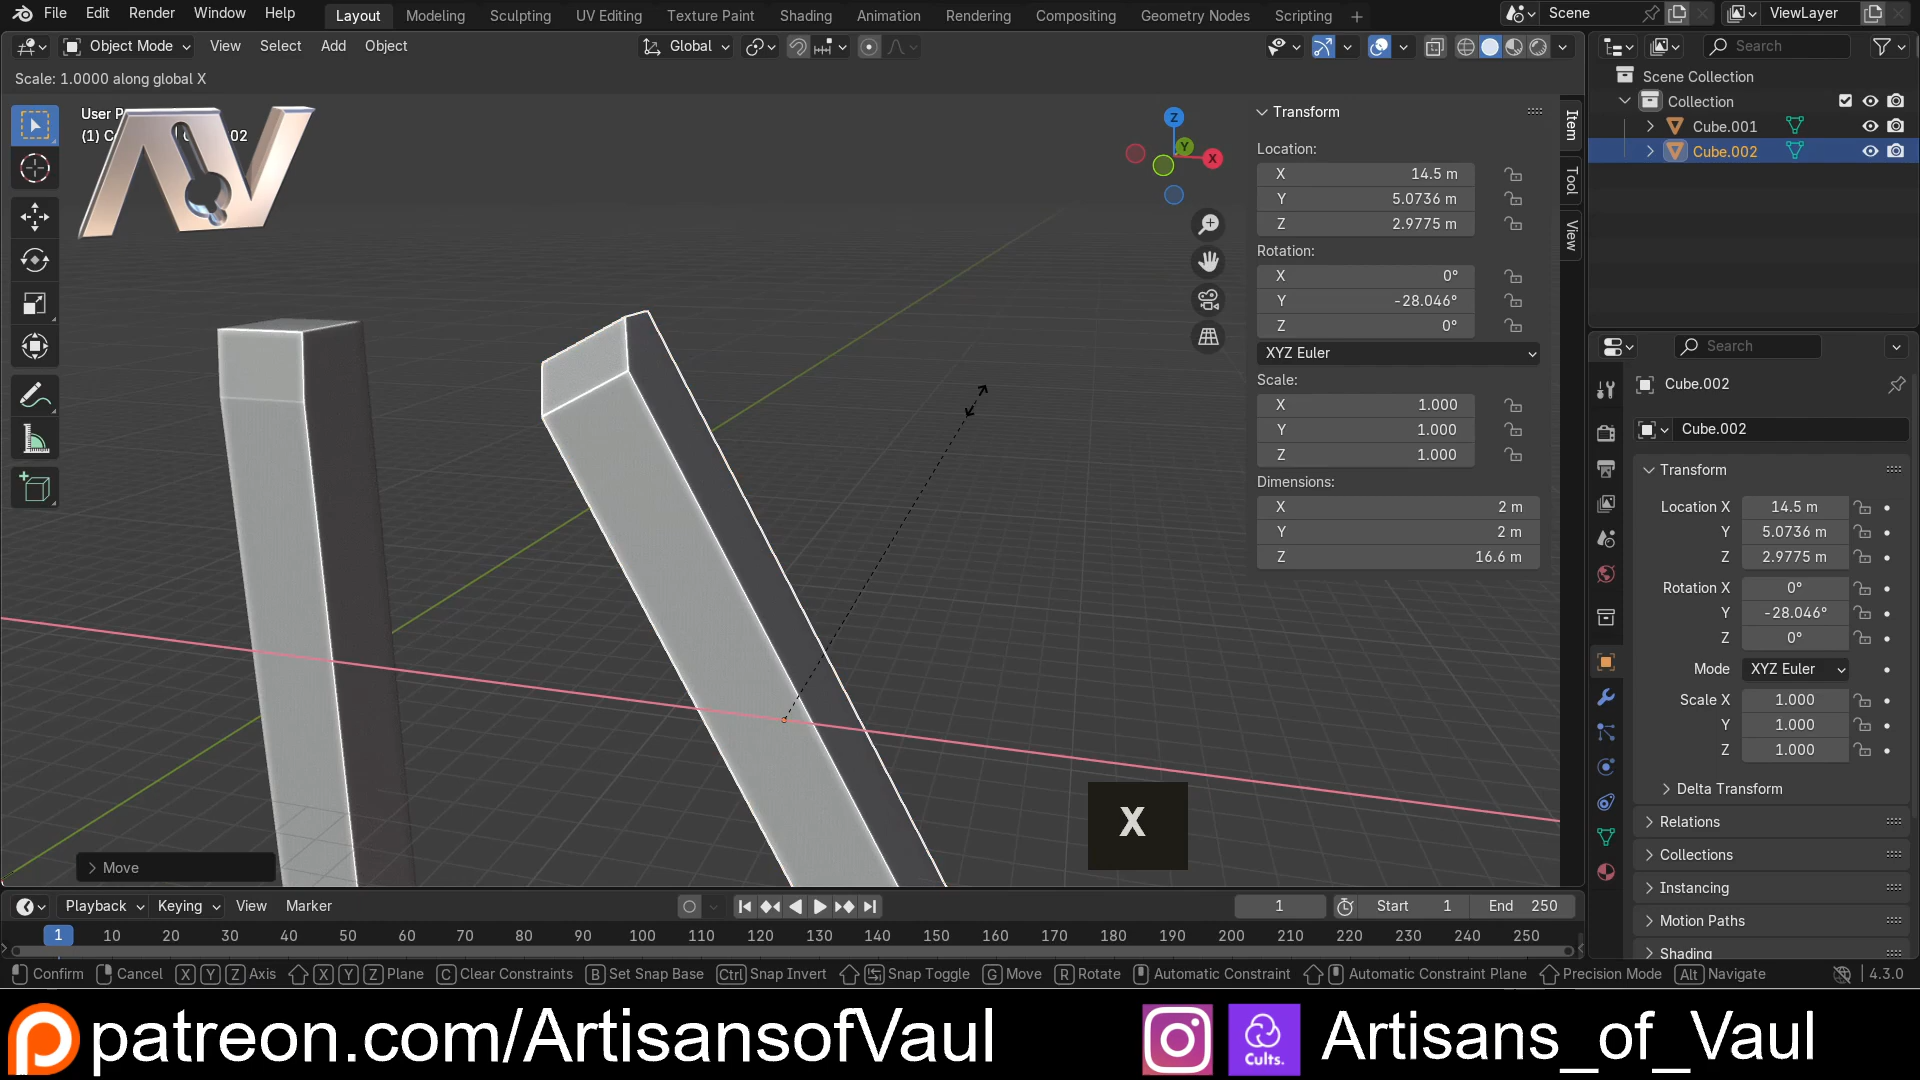 File Edit Render Window Help Layout Modeling Sculpting UV Editing Texture Paint Shading Animation Rendering Compositing Geometry Nodes Scripting + Scene ViewLayer
Object Mode View Select Add Object Global Search
Scale: 1.0000 along global X
User P
(1) C 02
AV
Z
Y
X
Transform
Location:
X 14.5 m
Y 5.0736 m
Z 2.9775 m
Rotation:
X 0°
Y -28.046°
Z 0°
XYZ Euler
Scale:
X 1.000
Y 1.000
Z 1.000
Dimensions:
X 2 m
Y 2 m
Z 16.6 m
Item
Tool
View
Scene Collection
Collection
Cube.001
Cube.002
Search
Cube.002
Cube.002
Transform
Location X 14.5 m
Y 5.0736 m
Z 2.9775 m
Rotation X 0°
Y -28.046°
Z 0°
Mode XYZ Euler
Scale X 1.000
Y 1.000
Z 1.000
Delta Transform
Relations
Collections
Instancing
Motion Paths
Shading
X
Move
Playback Keying View Marker 1 Start 1 End 250
1 10 20 30 40 50 60 70 80 90 100 110 120 130 140 150 160 170 180 190 200 210 220 230 240 250
Confirm Cancel X Y Z Axis X Y Z Plane C Clear Constraints B Set Snap Base Ctrl Snap Invert Snap Toggle G Move R Rotate Automatic Constraint Automatic Constraint Plane Precision Mode Alt Navigate 4.3.0
patreon.com/ArtisansofVaul Cults. Artisans_of_Vaul